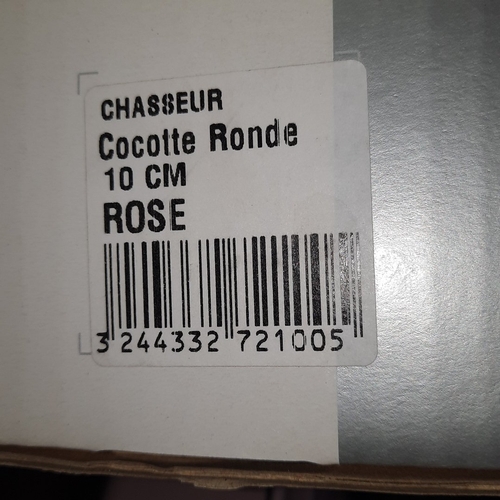 CHASSEUR
Cocotte Ronde
10 CM
ROSE
3 244332 721005